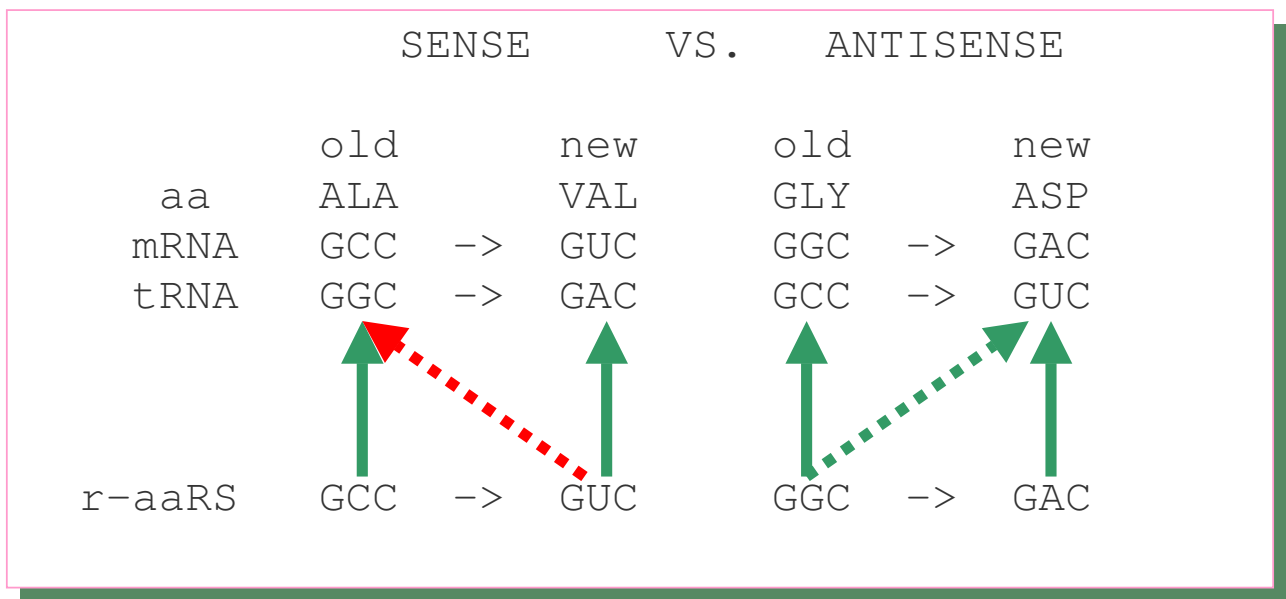 SENSE VS. ANTISENSE
old new old new
aa ALA VAL GLY ASP
mRNA GCC -> GUC GGC -> GAC
tRNA GGC -> GAC GCC -> GUC
r-aaRS GCC -> GUC GGC -> GAC